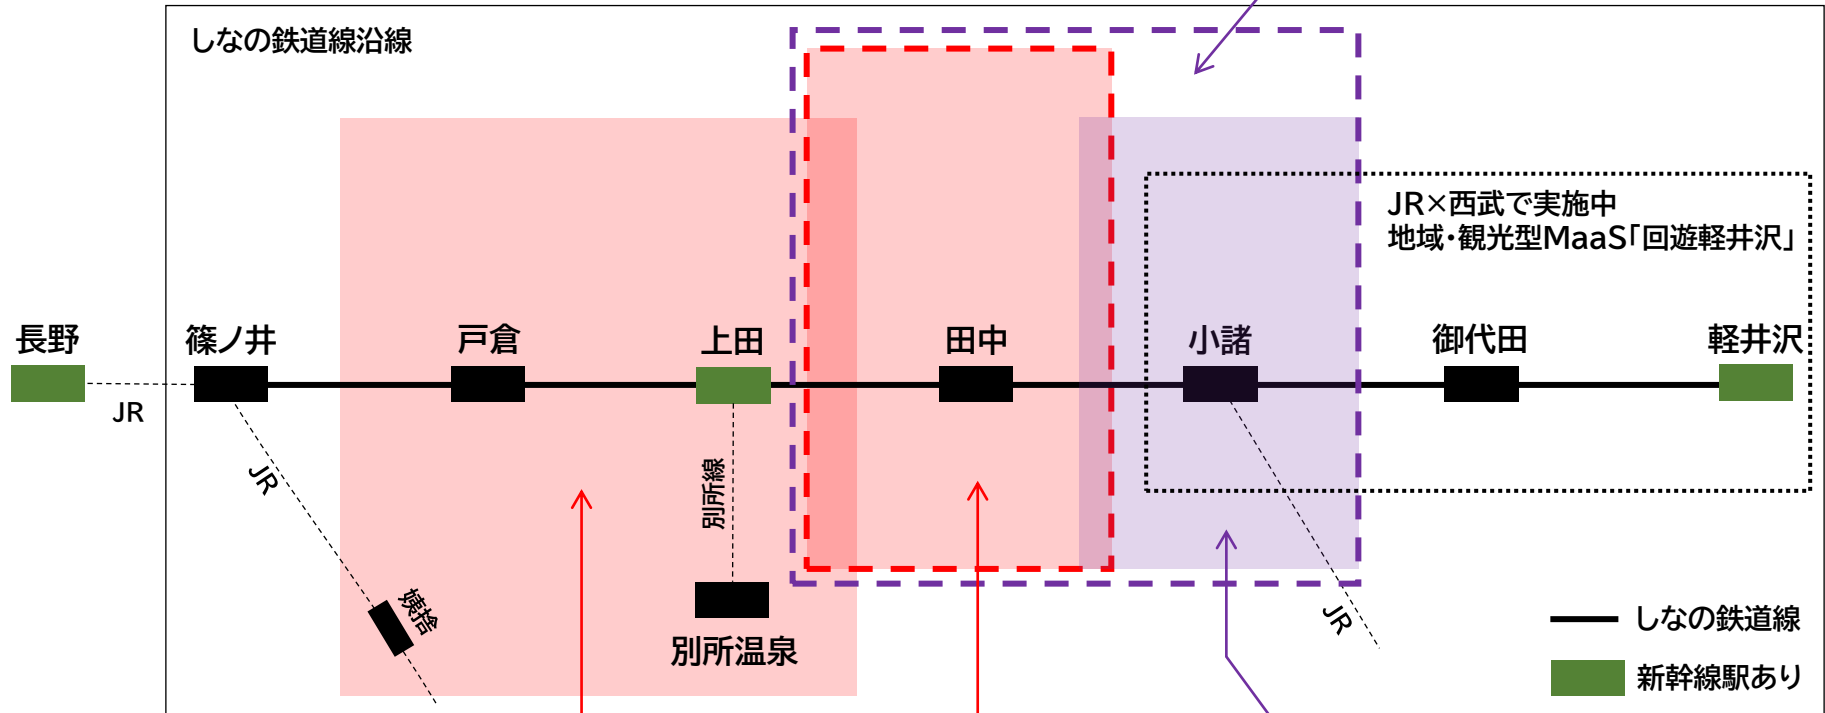 しなの鉄道線沿線
JR×西武で実施中
地域・観光型MaaS「回遊軽井沢」
長野
篠ノ井
戸倉
上田
田中
小諸
御代田
軽井沢
JR
JR
別所線
姨捨
JR
別所温泉
しなの鉄道線
新幹線駅あり